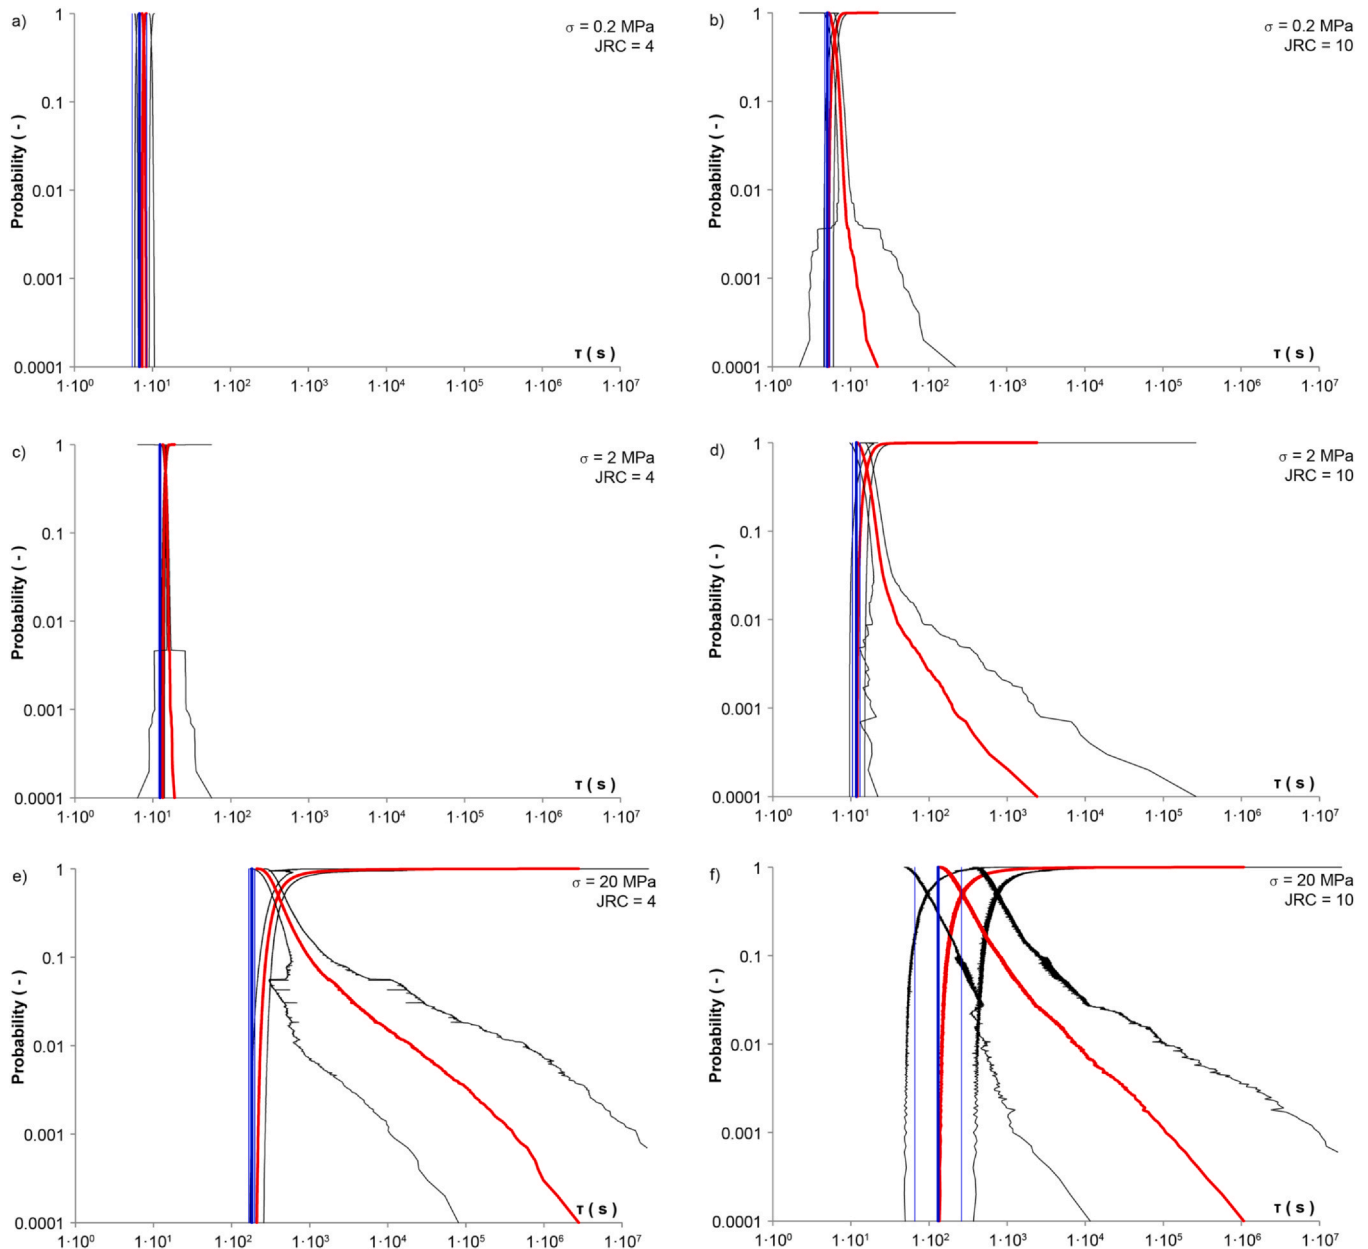 a)
σ = 0.2 MPa
JRC = 4
Probability ( - )
1
0.1
0.01
0.001
0.0001
τ ( s )
1·10⁰ 1·10¹ 1·10² 1·10³ 1·10⁴ 1·10⁵ 1·10⁶ 1·10⁷
b)
σ = 0.2 MPa
JRC = 10
Probability ( - )
1
0.1
0.01
0.001
0.0001
τ ( s )
1·10⁰ 1·10¹ 1·10² 1·10³ 1·10⁴ 1·10⁵ 1·10⁶ 1·10⁷
c)
σ = 2 MPa
JRC = 4
Probability ( - )
1
0.1
0.01
0.001
0.0001
τ ( s )
1·10⁰ 1·10¹ 1·10² 1·10³ 1·10⁴ 1·10⁵ 1·10⁶ 1·10⁷
d)
σ = 2 MPa
JRC = 10
Probability ( - )
1
0.1
0.01
0.001
0.0001
τ ( s )
1·10⁰ 1·10¹ 1·10² 1·10³ 1·10⁴ 1·10⁵ 1·10⁶ 1·10⁷
e)
σ = 20 MPa
JRC = 4
Probability ( - )
1
0.1
0.01
0.001
0.0001
τ ( s )
1·10⁰ 1·10¹ 1·10² 1·10³ 1·10⁴ 1·10⁵ 1·10⁶ 1·10⁷
f)
σ = 20 MPa
JRC = 10
Probability ( - )
1
0.1
0.01
0.001
0.0001
τ ( s )
1·10⁰ 1·10¹ 1·10² 1·10³ 1·10⁴ 1·10⁵ 1·10⁶ 1·10⁷